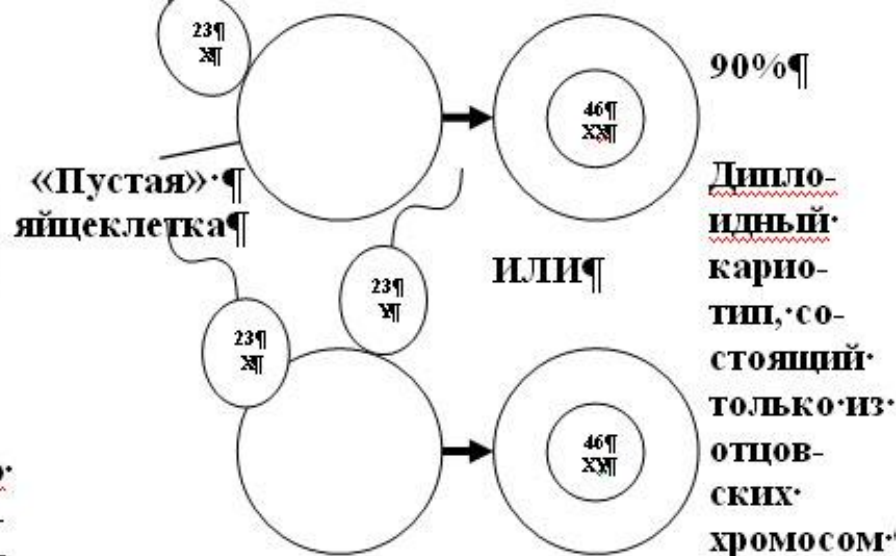 23¶
X¶
46¶
XX¶
90%¶
«Пустая»·¶
яйцеклетка¶
23¶
Y¶
ИЛИ¶
23¶
X¶
46¶
XY¶
Дипло-
идный·
карио-
тип,·со-
стоящий·
только·из·
отцов-
ских·
хромосом·